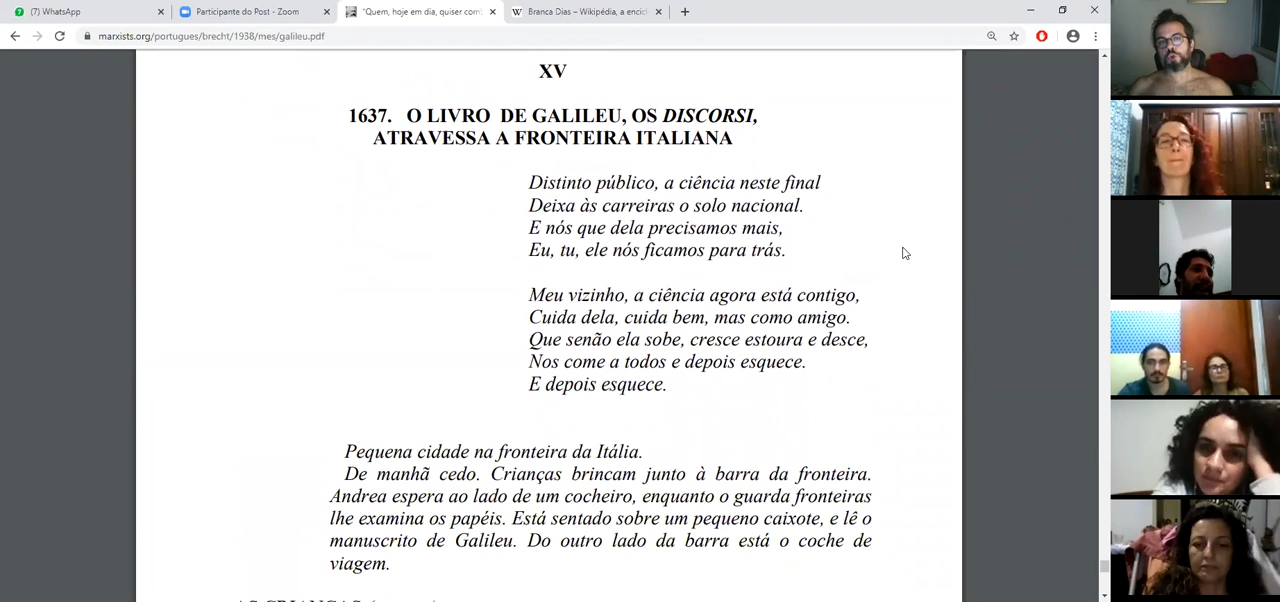 (7) WhatsApp
Participante do Post - Zoom
"Quem, hoje em dia, quiser com
Branca Dias – Wikipédia, a encicl
marxists.org/portugues/brecht/1938/mes/galileu.pdf
XV
1637. O LIVRO DE GALILEU, OS DISCORSI,
ATRAVESSA A FRONTEIRA ITALIANA
Distinto público, a ciência neste final
Deixa às carreiras o solo nacional.
E nós que dela precisamos mais,
Eu, tu, ele nós ficamos para trás.
Meu vizinho, a ciência agora está contigo,
Cuida dela, cuida bem, mas como amigo.
Que senão ela sobe, cresce estoura e desce,
Nos come a todos e depois esquece.
E depois esquece.
Pequena cidade na fronteira da Itália.
De manhã cedo. Crianças brincam junto à barra da fronteira.
Andrea espera ao lado de um cocheiro, enquanto o guarda fronteiras
lhe examina os papéis. Está sentado sobre um pequeno caixote, e lê o
manuscrito de Galileu. Do outro lado da barra está o coche de
viagem.
AS CRIANÇAS